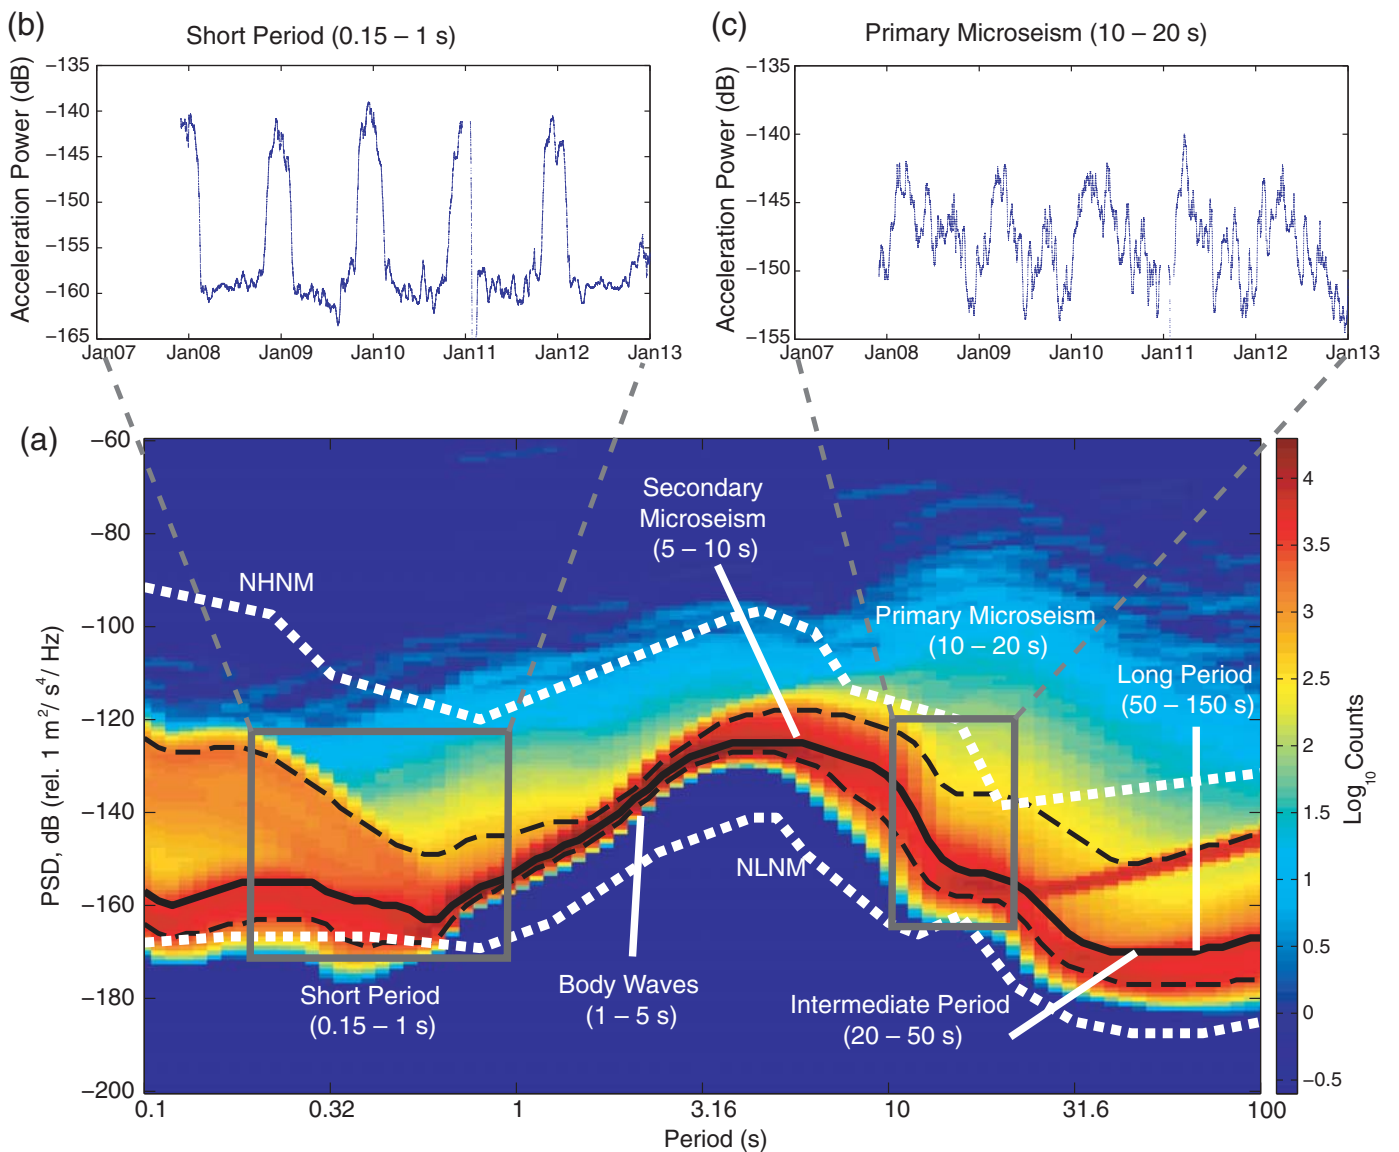 (b)
Short Period (0.15 – 1 s)
Acceleration Power (dB)
−135
−140
−145
−150
−155
−160
−165
Jan07 Jan08 Jan09 Jan10 Jan11 Jan12 Jan13
(c)
Primary Microseism (10 – 20 s)
Acceleration Power (dB)
−135
−140
−145
−150
−155
Jan07 Jan08 Jan09 Jan10 Jan11 Jan12 Jan13
(a)
PSD, dB (rel. 1 m²/ s⁴/ Hz)
−60
−80
−100
−120
−140
−160
−180
−200
NHNM
Secondary
Microseism
(5 – 10 s)
Primary Microseism
(10 – 20 s)
Long Period
(50 – 150 s)
NLNM
Short Period
(0.15 – 1 s)
Body Waves
(1 – 5 s)
Intermediate Period
(20 – 50 s)
0.1 0.32 1 3.16 10 31.6 100
Period (s)
4
3.5
3
2.5
2
1.5
1
0.5
0
−0.5
Log₁₀ Counts